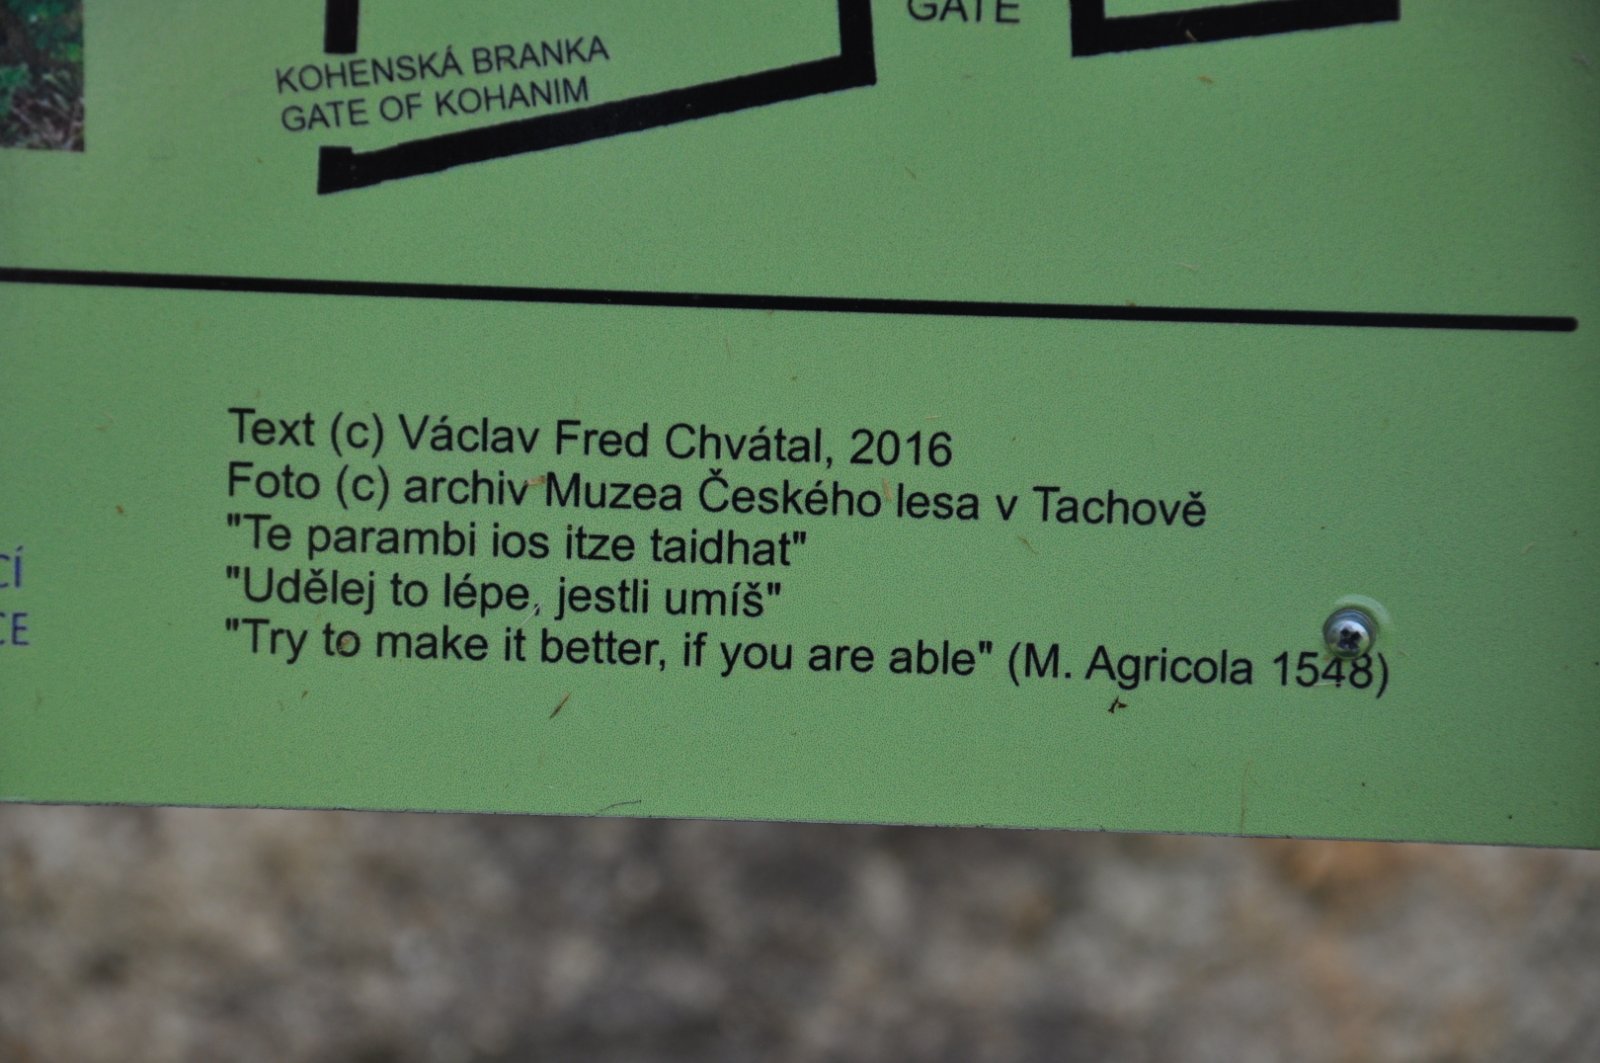 GATE
KOHENSKÁ BRANKA
GATE OF KOHANIM
Text (c) Václav Fred Chvátal, 2016
Foto (c) archiv Muzea Českého lesa v Tachově
"Te parambi ios itze taidhat"
"Udělej to lépe, jestli umíš"
"Try to make it better, if you are able" (M. Agricola 1548)